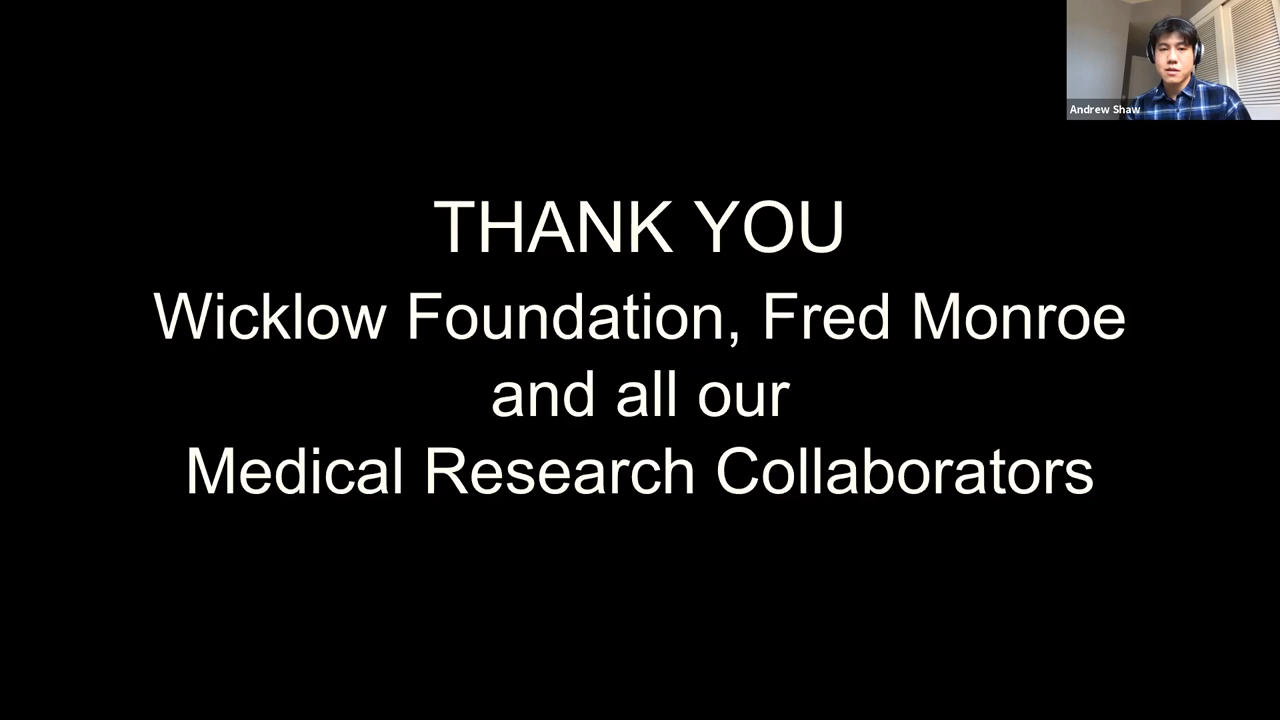 Andrew Shaw
THANK YOU
Wicklow Foundation, Fred Monroe
and all our
Medical Research Collaborators